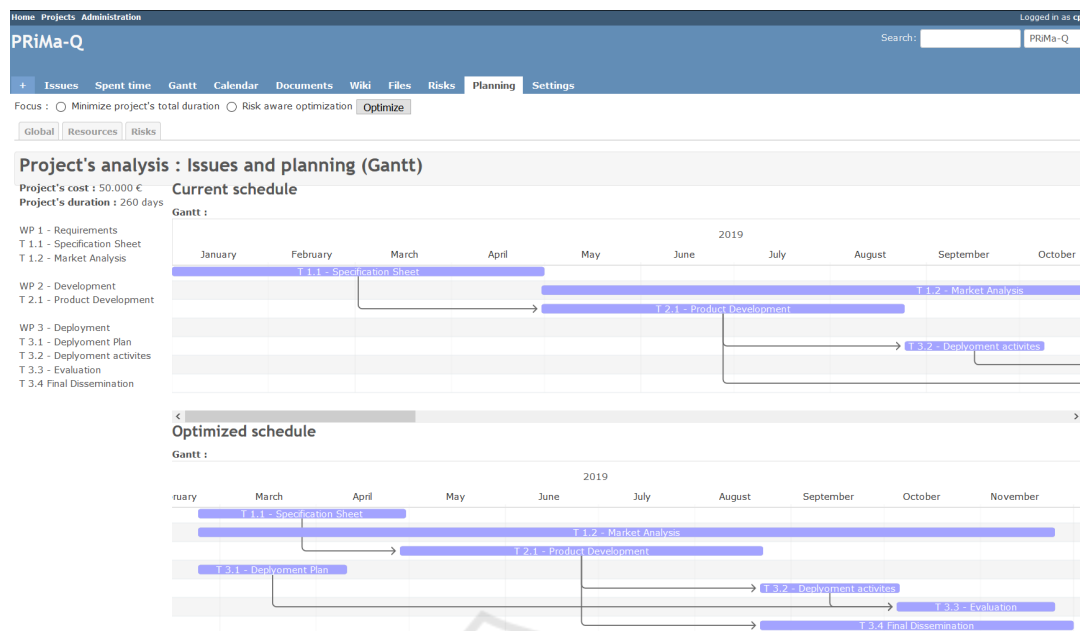 Home Projects Administration
Logged in as cp
PRiMa-Q
Search:
PRiMa-Q
+ Issues Spent time Gantt Calendar Documents Wiki Files Risks Planning Settings
Focus : Minimize project's total duration Risk aware optimization Optimize
Global Resources Risks
Project's analysis : Issues and planning (Gantt)
Project's cost : 50.000 €
Project's duration : 260 days
WP 1 - Requirements
T 1.1 - Specification Sheet
T 1.2 - Market Analysis
WP 2 - Development
T 2.1 - Product Development
WP 3 - Deployment
T 3.1 - Deplyoment Plan
T 3.2 - Deplyoment activites
T 3.3 - Evaluation
T 3.4 Final Dissemination
Current schedule
Gantt :
2019
January February March April May June July August September October
T 1.1 - Specification Sheet
T 1.2 - Market Analysis
T 2.1 - Product Development
T 3.2 - Deplyoment activites
Optimized schedule
Gantt :
2019
ruary March April May June July August September October November
T 1.1 - Specification Sheet
T 1.2 - Market Analysis
T 2.1 - Product Development
T 3.1 - Deplyoment Plan
T 3.2 - Deplyoment activites
T 3.3 - Evaluation
T 3.4 Final Dissemination